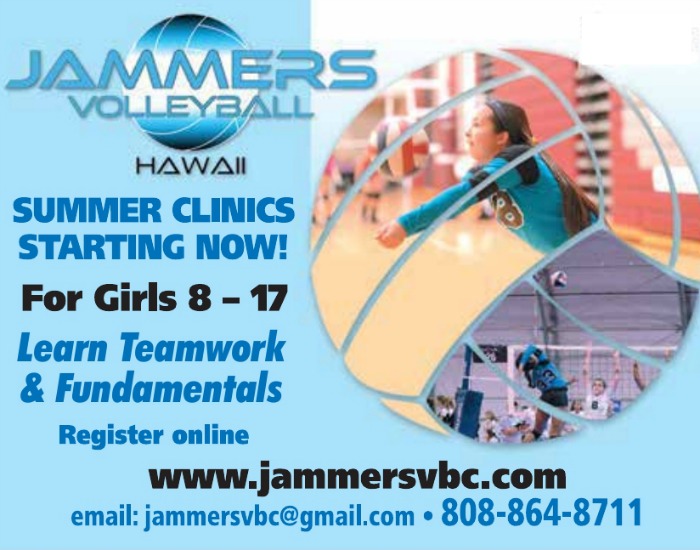 JAMMERS
VOLLEYBALL
HAWAII
SUMMER CLINICS
STARTING NOW!
For Girls 8 – 17
Learn Teamwork
& Fundamentals
Register online
www.jammersvbc.com
email: jammersvbc@gmail.com • 808-864-8711